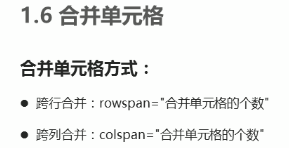 1.6 合并单元格
合并单元格方式：
● 跨行合并：rowspan="合并单元格的个数"
● 跨列合并：colspan="合并单元格的个数"